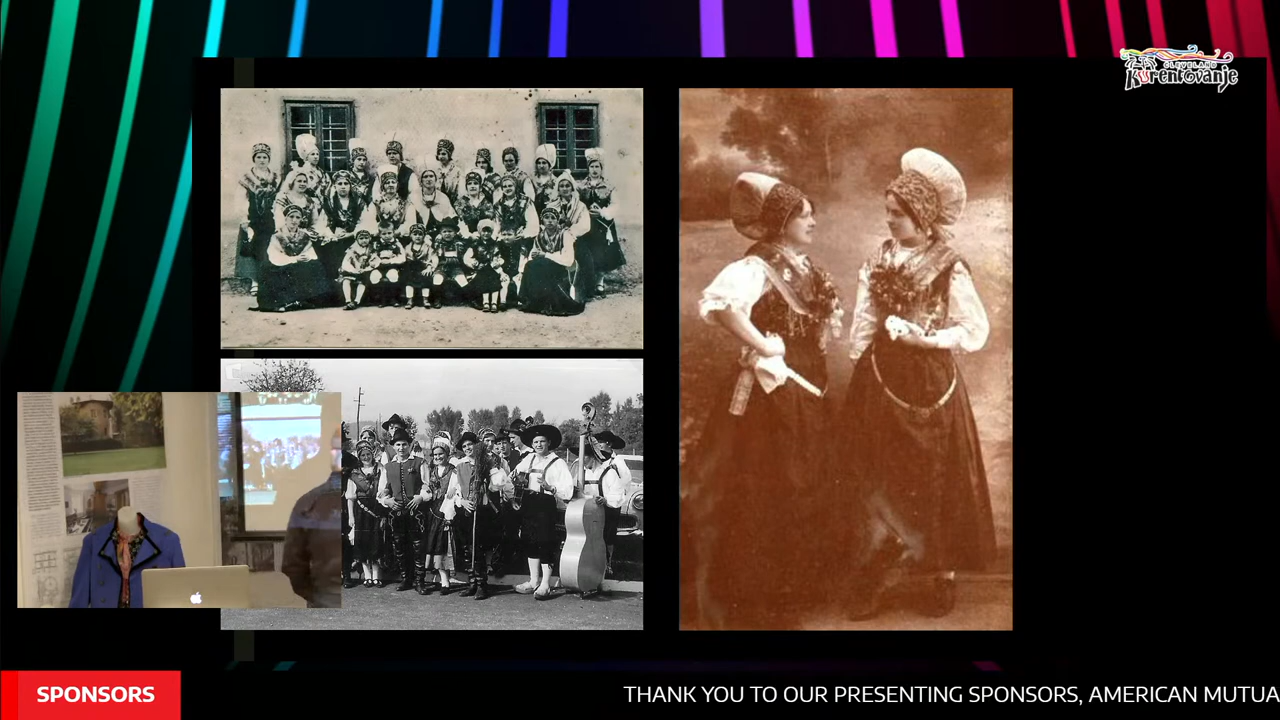 CLEVELAND
Kurentovanje
SPONSORS
THANK YOU TO OUR PRESENTING SPONSORS, AMERICAN MUTUA